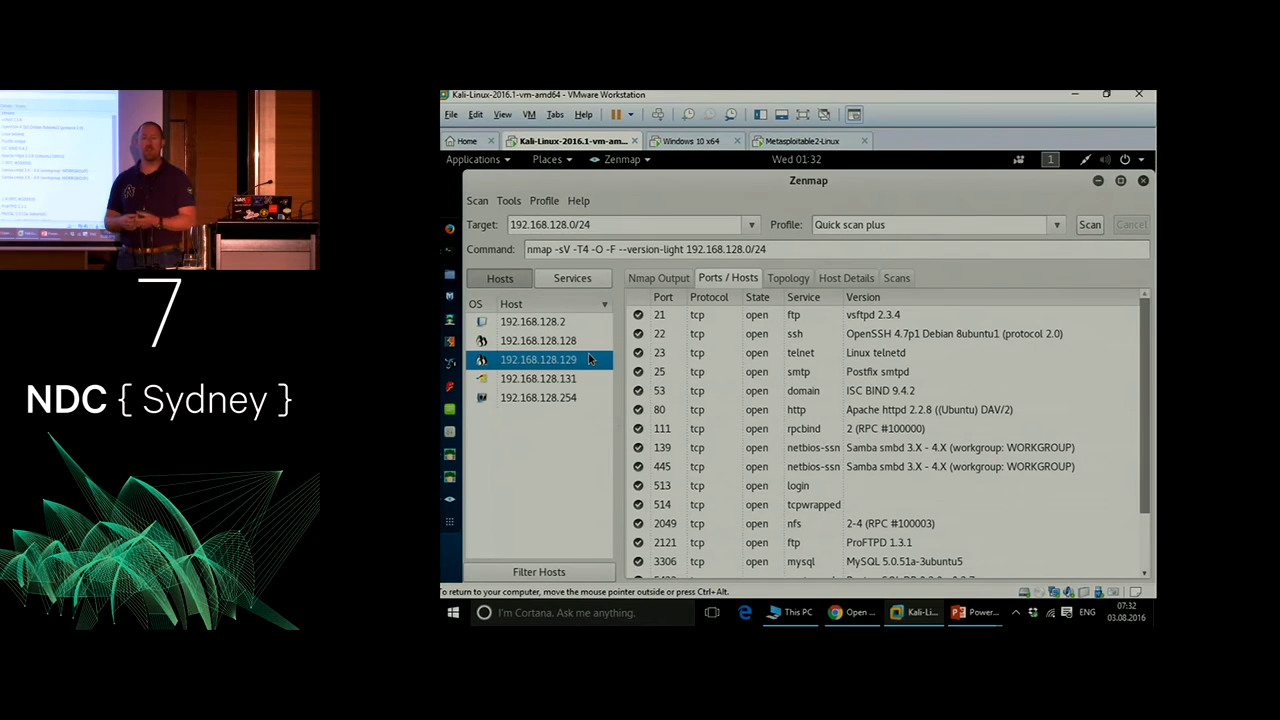 7
NDC { Sydney }
Kali-Linux-2016.1-vm-amd64 - VMware Workstation
File Edit View VM Tabs Help
Home Kali-Linux-2016.1-vm-am... Windows 10 x64 Metasploitable2-Linux
Applications Places Zenmap Wed 01:32 1
Zenmap
Scan Tools Profile Help
Target: 192.168.128.0/24 Profile: Quick scan plus Scan Cancel
Command: nmap -sV -T4 -O -F --version-light 192.168.128.0/24
Hosts Services Nmap Output Ports / Hosts Topology Host Details Scans
OS Host
192.168.128.2
192.168.128.128
192.168.128.129
192.168.128.131
192.168.128.254
Filter Hosts
Port Protocol State Service Version
21 tcp open ftp vsftpd 2.3.4
22 tcp open ssh OpenSSH 4.7p1 Debian 8ubuntu1 (protocol 2.0)
23 tcp open telnet Linux telnetd
25 tcp open smtp Postfix smtpd
53 tcp open domain ISC BIND 9.4.2
80 tcp open http Apache httpd 2.2.8 ((Ubuntu) DAV/2)
111 tcp open rpcbind 2 (RPC #100000)
139 tcp open netbios-ssn Samba smbd 3.X - 4.X (workgroup: WORKGROUP)
445 tcp open netbios-ssn Samba smbd 3.X - 4.X (workgroup: WORKGROUP)
513 tcp open login
514 tcp open tcpwrapped
2049 tcp open nfs 2-4 (RPC #100003)
2121 tcp open ftp ProFTPD 1.3.1
3306 tcp open mysql MySQL 5.0.51a-3ubuntu5
o return to your computer, move the mouse pointer outside or press Ctrl+Alt.
I'm Cortana. Ask me anything. This PC Open ... Kali-Li... Power... ENG 07:32
03.08.2016